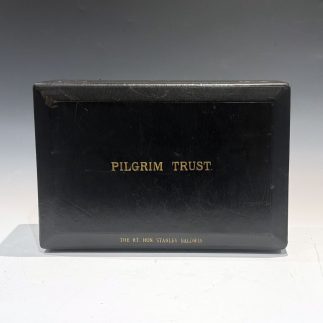 PILGRIM TRUST.
THE RT. HON. STANLEY BALDWIN